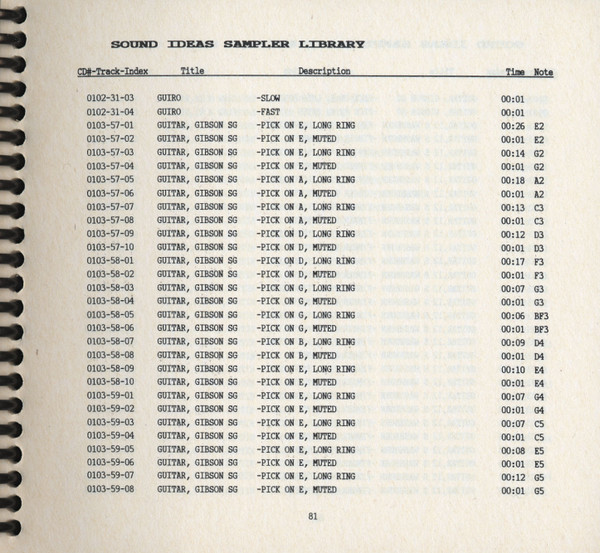 SOUND IDEAS SAMPLER LIBRARY
CD#-Track-Index Title Description Time Note
0102-31-03 GUIRO -SLOW 00:01
0102-31-04 GUIRO -FAST 00:01
0103-57-01 GUITAR, GIBSON SG -PICK ON E, LONG RING 00:26 E2
0103-57-02 GUITAR, GIBSON SG -PICK ON E, MUTED 00:01 E2
0103-57-03 GUITAR, GIBSON SG -PICK ON E, LONG RING 00:14 G2
0103-57-04 GUITAR, GIBSON SG -PICK ON E, MUTED 00:01 G2
0103-57-05 GUITAR, GIBSON SG -PICK ON A, LONG RING 00:18 A2
0103-57-06 GUITAR, GIBSON SG -PICK ON A, MUTED 00:01 A2
0103-57-07 GUITAR, GIBSON SG -PICK ON A, LONG RING 00:13 C3
0103-57-08 GUITAR, GIBSON SG -PICK ON A, MUTED 00:01 C3
0103-57-09 GUITAR, GIBSON SG -PICK ON D, LONG RING 00:12 D3
0103-57-10 GUITAR, GIBSON SG -PICK ON D, MUTED 00:01 D3
0103-58-01 GUITAR, GIBSON SG -PICK ON D, LONG RING 00:17 F3
0103-58-02 GUITAR, GIBSON SG -PICK ON D, MUTED 00:01 F3
0103-58-03 GUITAR, GIBSON SG -PICK ON G, LONG RING 00:07 G3
0103-58-04 GUITAR, GIBSON SG -PICK ON G, MUTED 00:01 G3
0103-58-05 GUITAR, GIBSON SG -PICK ON G, LONG RING 00:06 BF3
0103-58-06 GUITAR, GIBSON SG -PICK ON G, MUTED 00:01 BF3
0103-58-07 GUITAR, GIBSON SG -PICK ON B, LONG RING 00:09 D4
0103-58-08 GUITAR, GIBSON SG -PICK ON B, MUTED 00:01 D4
0103-58-09 GUITAR, GIBSON SG -PICK ON E, LONG RING 00:10 E4
0103-58-10 GUITAR, GIBSON SG -PICK ON E, MUTED 00:01 E4
0103-59-01 GUITAR, GIBSON SG -PICK ON E, LONG RING 00:07 G4
0103-59-02 GUITAR, GIBSON SG -PICK ON E, MUTED 00:01 G4
0103-59-03 GUITAR, GIBSON SG -PICK ON E, LONG RING 00:07 C5
0103-59-04 GUITAR, GIBSON SG -PICK ON E, MUTED 00:01 C5
0103-59-05 GUITAR, GIBSON SG -PICK ON E, LONG RING 00:08 E5
0103-59-06 GUITAR, GIBSON SG -PICK ON E, MUTED 00:01 E5
0103-59-07 GUITAR, GIBSON SG -PICK ON E, LONG RING 00:12 G5
0103-59-08 GUITAR, GIBSON SG -PICK ON E, MUTED 00:01 G5
81